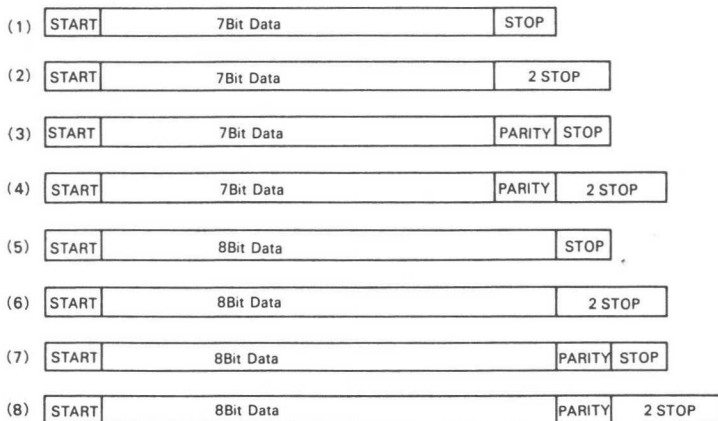 (1) START 7Bit Data STOP
(2) START 7Bit Data 2 STOP
(3) START 7Bit Data PARITY STOP
(4) START 7Bit Data PARITY 2 STOP
(5) START 8Bit Data STOP
(6) START 8Bit Data 2 STOP
(7) START 8Bit Data PARITY STOP
(8) START 8Bit Data PARITY 2 STOP